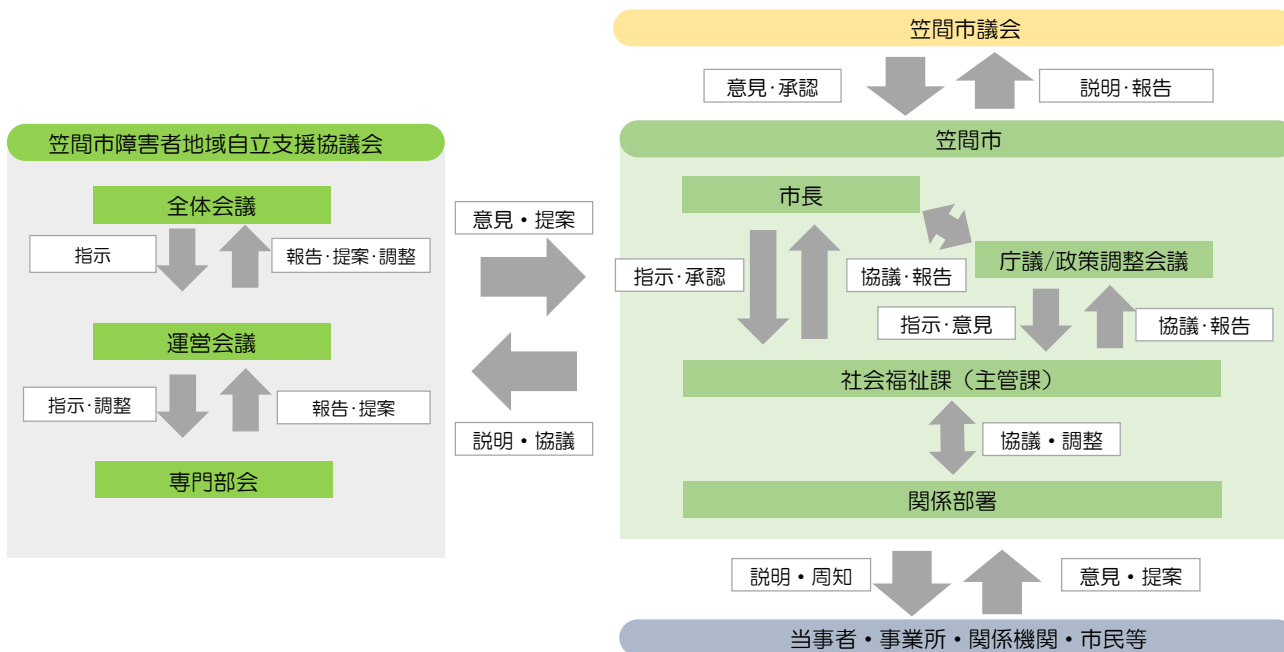 笠間市議会
意見･承認
説明･報告
笠間市障害者地域自立支援協議会
全体会議
指示
報告･提案･調整
運営会議
指示･調整
報告･提案
専門部会
意見・提案
説明・協議
笠間市
市長
庁議/政策調整会議
指示･承認
協議･報告
指示･意見
協議･報告
社会福祉課（主管課）
協議・調整
関係部署
説明・周知
意見・提案
当事者・事業所・関係機関・市民等